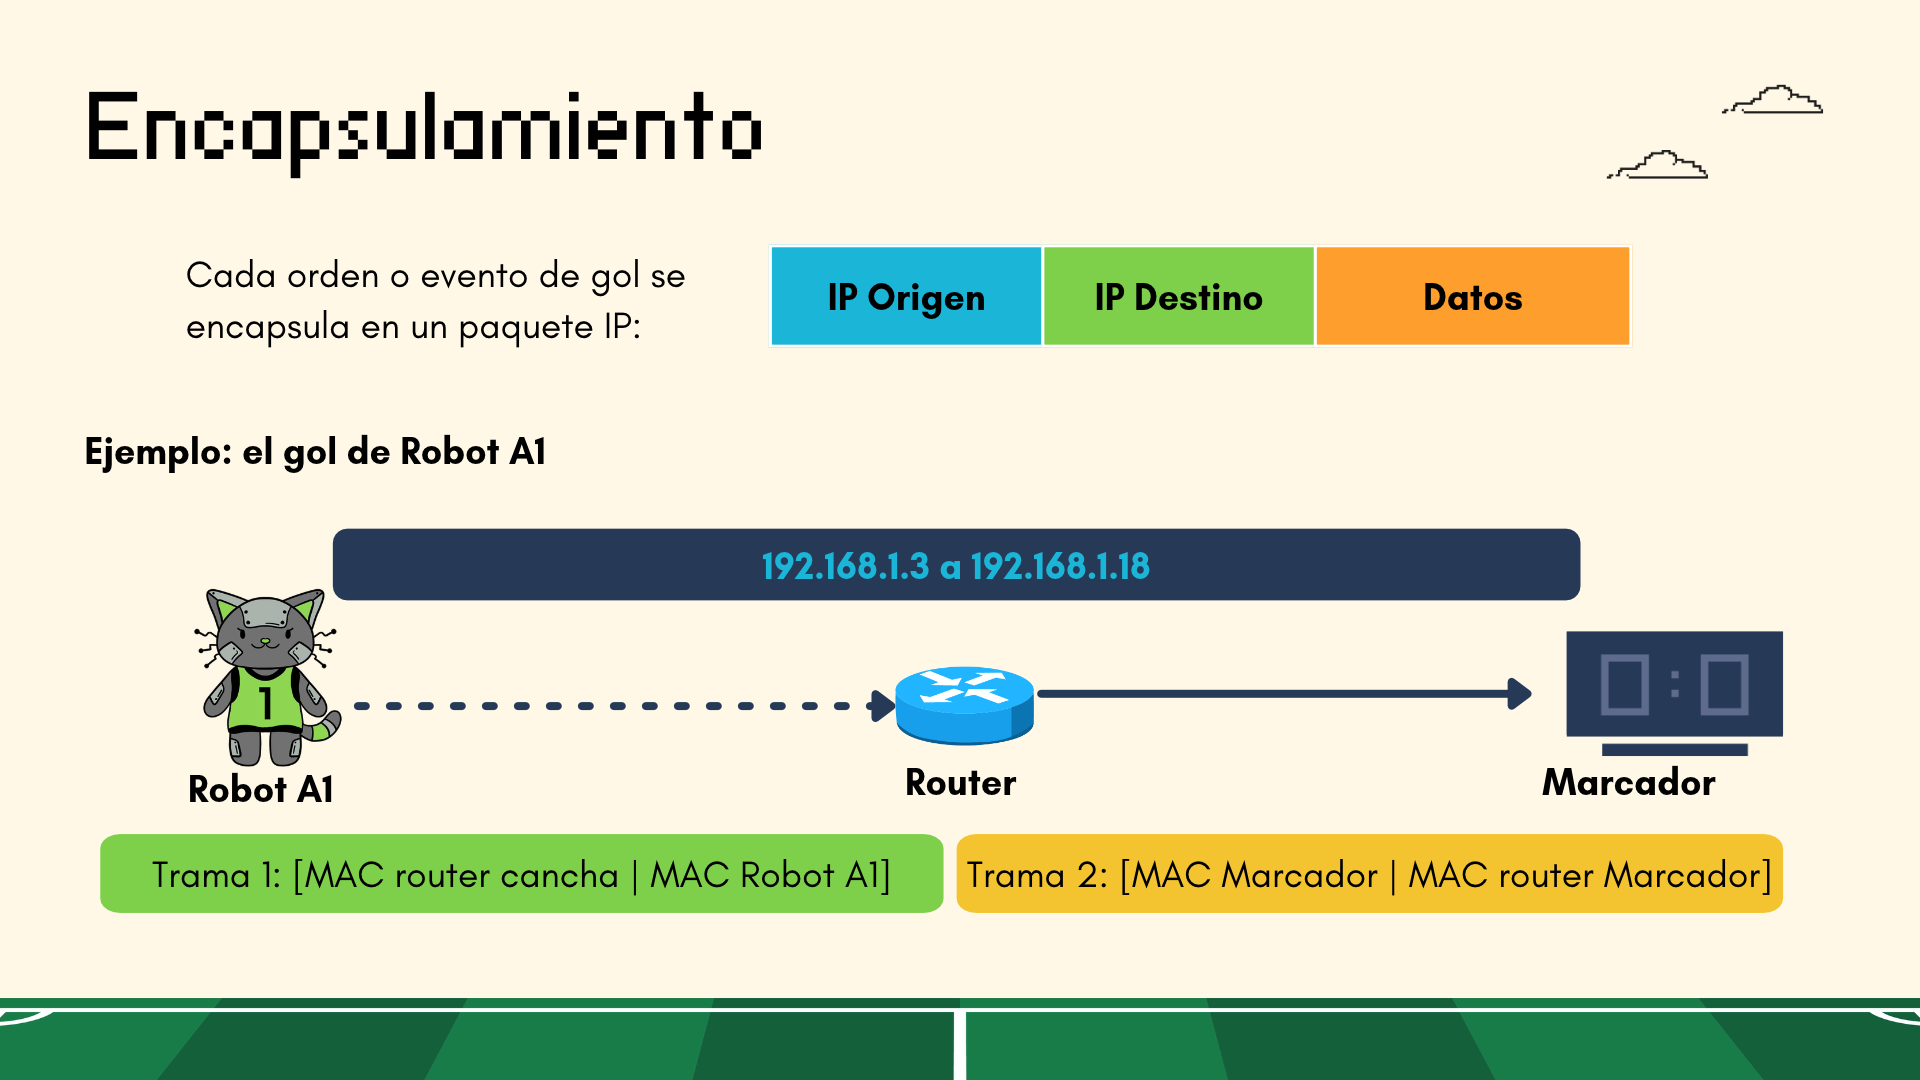 Encapsulamiento
Cada orden o evento de gol se
encapsula en un paquete IP:
IP Origen
IP Destino
Datos
Ejemplo: el gol de Robot A1
192.168.1.3 a 192.168.1.18
1
0:0
Robot A1
Router
Marcador
Trama 1: [MAC router cancha | MAC Robot A1]
Trama 2: [MAC Marcador | MAC router Marcador]